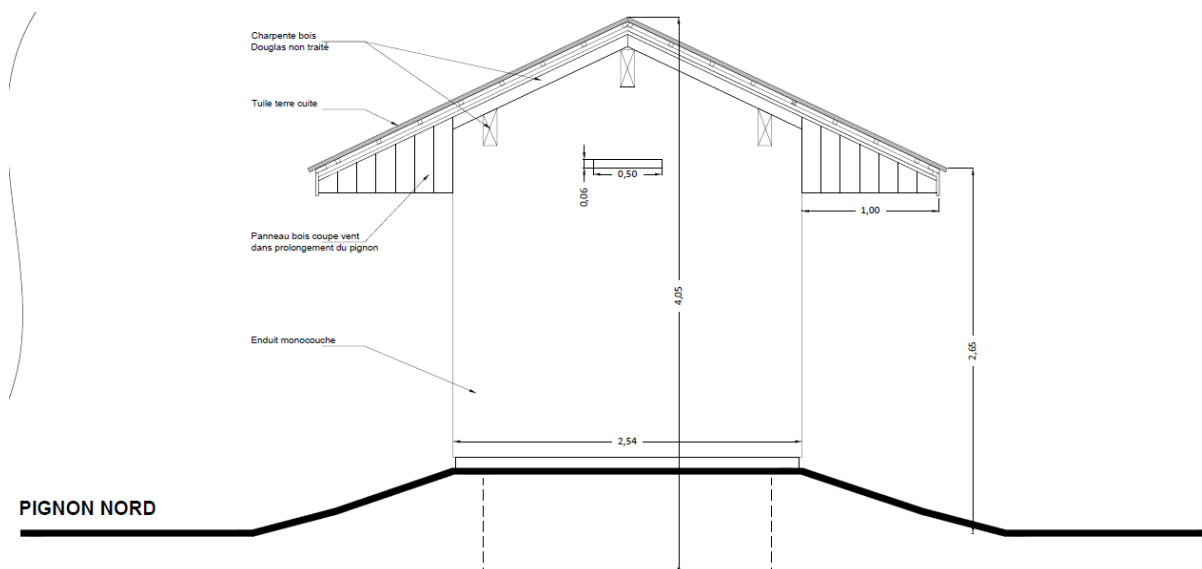 Charpente bois
Douglas non traité
Tuile terre cuite
0,50
0,06
1,00
Panneau bois coupe vent
dans prolongement du pignon
4,05
Enduit monocouche
2,65
2,54
PIGNON NORD